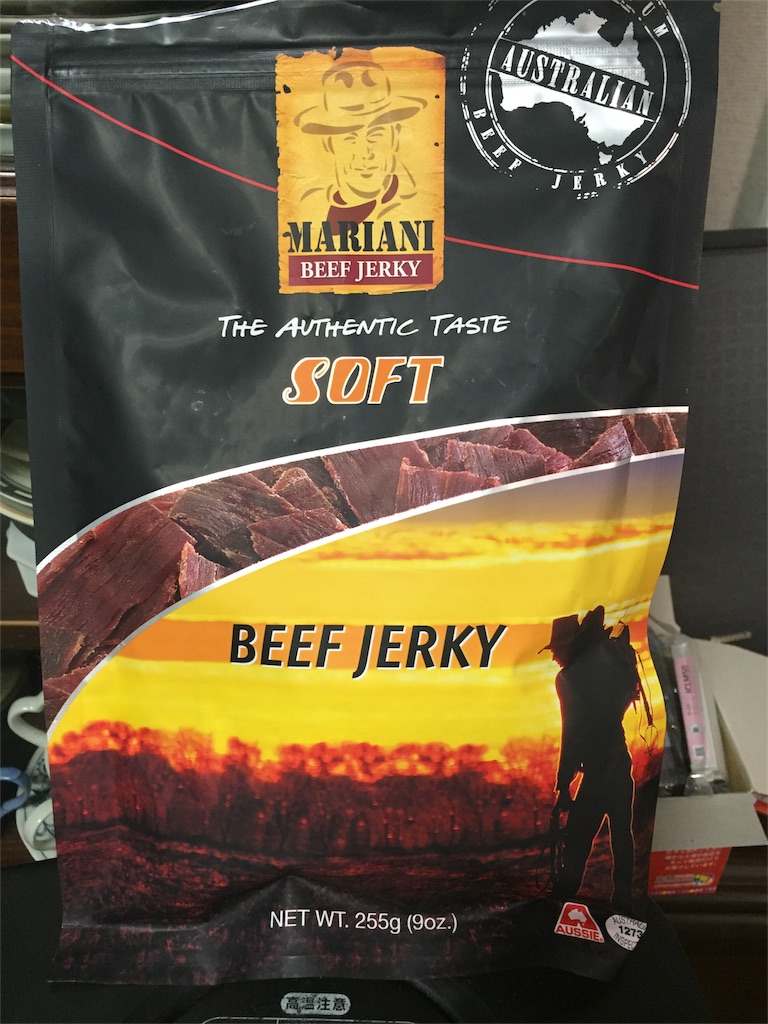 AUSTRALIAN
BEEF JERKY
MARIANI
BEEF JERKY
THE AUTHENTIC TASTE
SOFT
BEEF JERKY
NET WT. 255g (9oz.)
AUSSIE
1273
高温注意